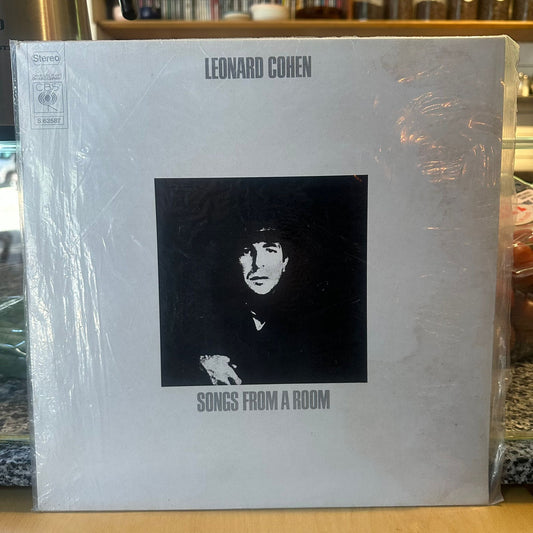 Stereo
LEONARD COHEN
CBS
S 63587
SONGS FROM A ROOM